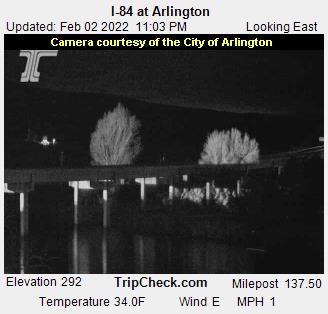 I-84 at Arlington
Updated: Feb 02 2022 11:03 PM Looking East
Camera courtesy of the City of Arlington
Elevation 292 TripCheck.com Milepost 137.50
Temperature 34.0F Wind E MPH 1